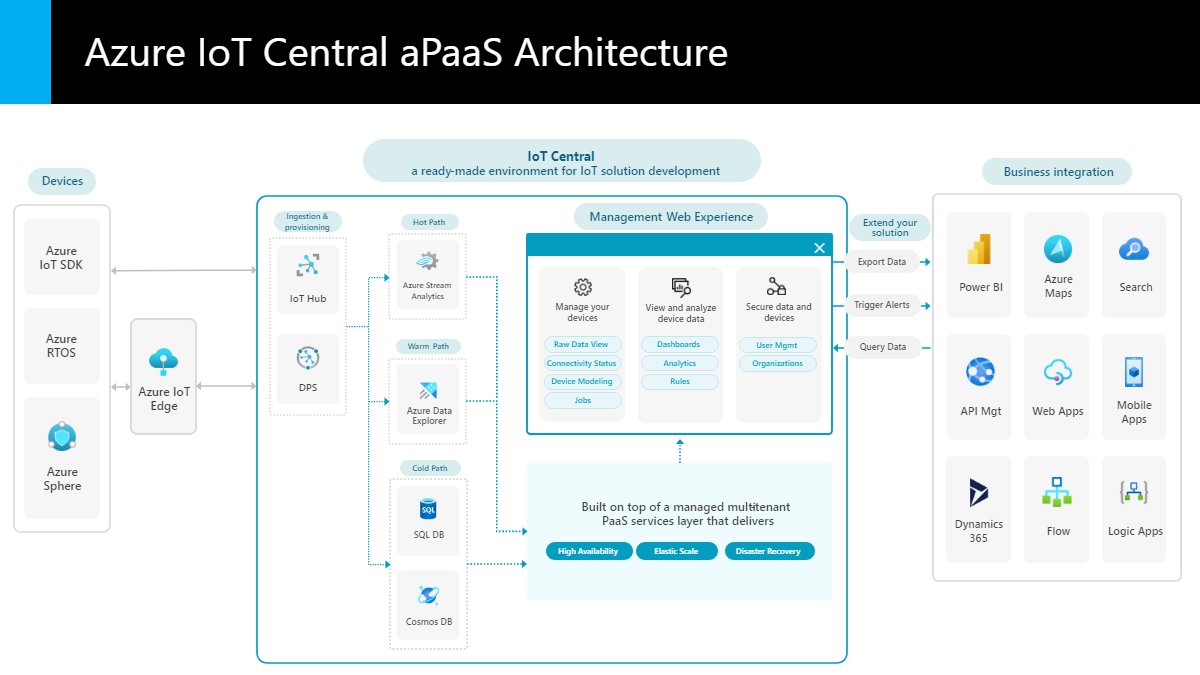 Azure IoT Central aPaaS Architecture
Devices
Azure
IoT SDK
Azure
RTOS
Azure
Sphere
Azure IoT
Edge
IoT Central
a ready-made environment for IoT solution development
Ingestion &
provisioning
IoT Hub
DPS
Hot Path
Azure Stream
Analytics
Warm Path
Azure Data
Explorer
Cold Path
SQL
SQL DB
Cosmos DB
Management Web Experience
Manage your
devices
Raw Data View
Connectivity Status
Device Modeling
Jobs
View and analyze
device data
Dashboards
Analytics
Rules
Secure data and
devices
User Mgmt
Organizations
Built on top of a managed multitenant
PaaS services layer that delivers
High Availability
Elastic Scale
Disaster Recovery
Extend your
solution
Export Data
Trigger Alerts
Query Data
Business integration
Power BI
Azure
Maps
Search
API Mgt
Web Apps
Mobile
Apps
Dynamics
365
Flow
Logic Apps